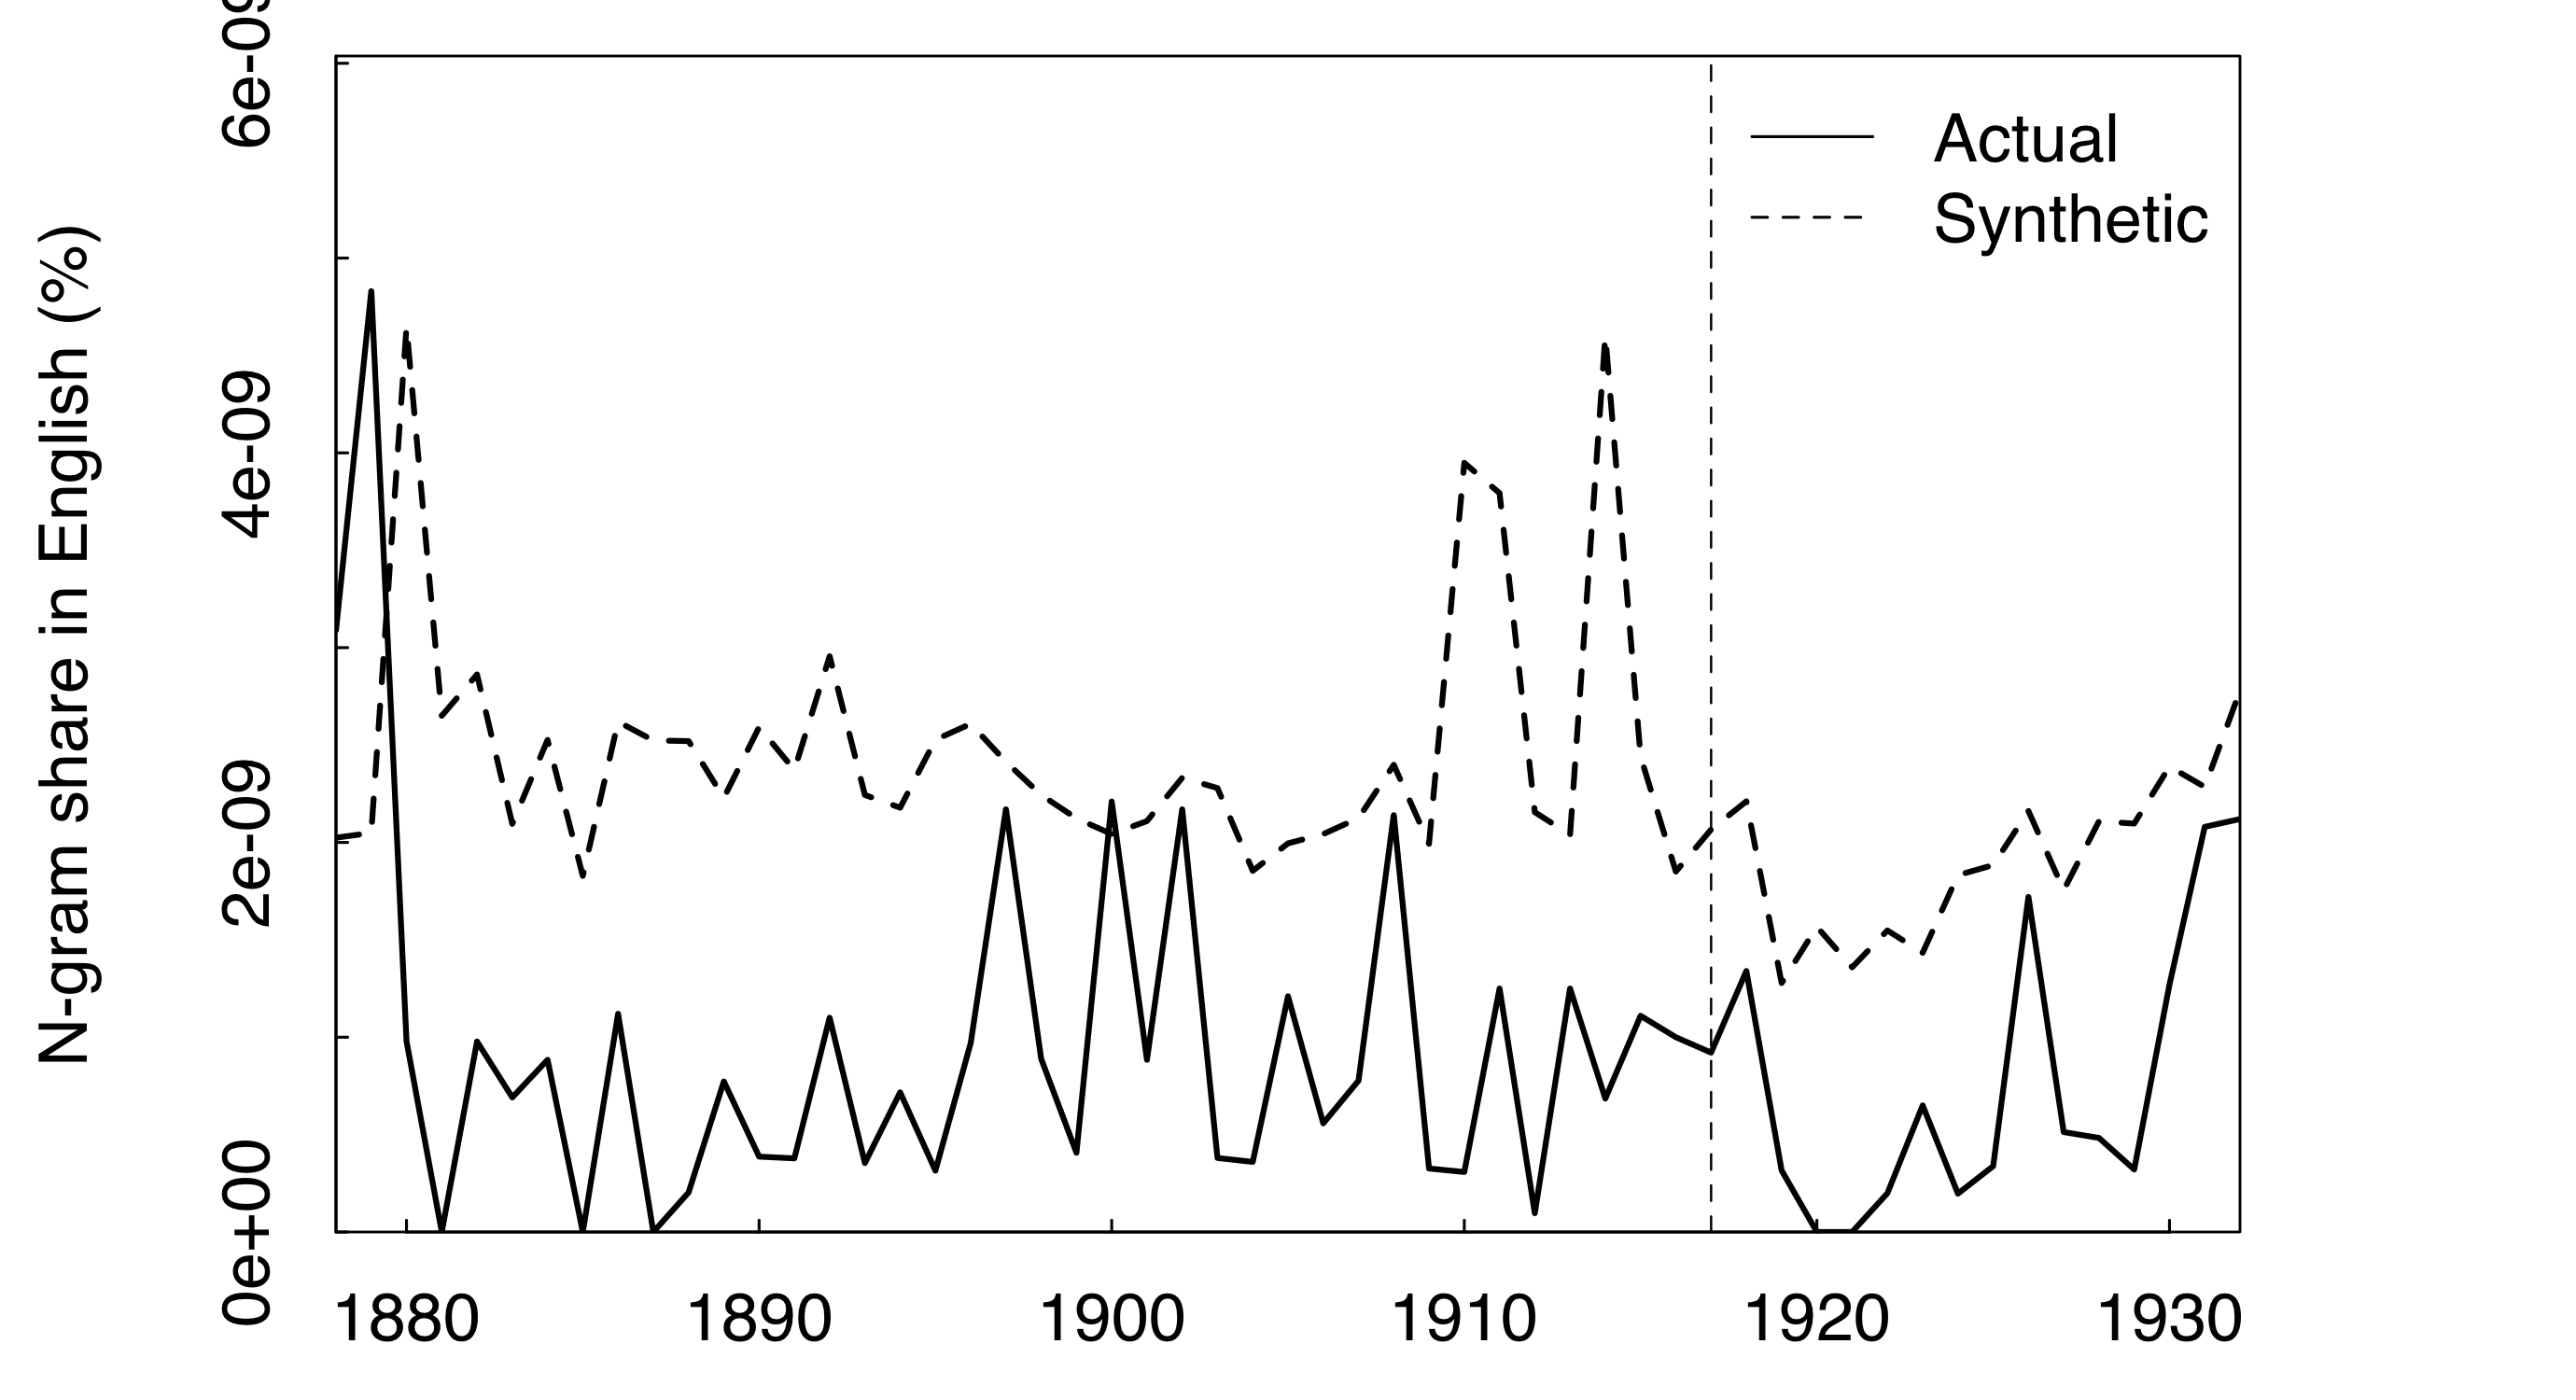 N-gram share in English (%)
6e-09
4e-09
2e-09
0e+00
Actual
Synthetic
1880 1890 1900 1910 1920 1930